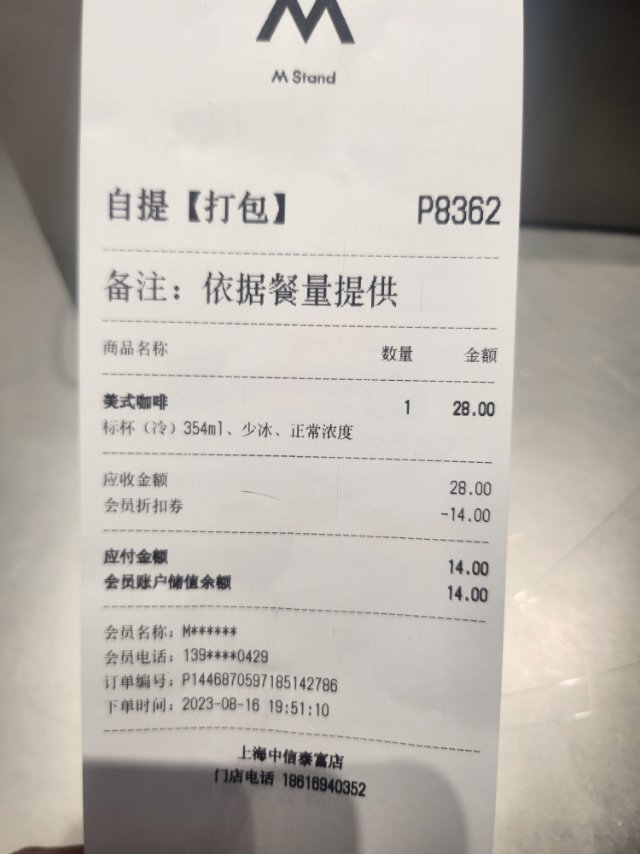 M Stand
自提【打包】 P8362
备注：依据餐量提供
商品名称 数量 金额
美式咖啡 1 28.00
标杯（冷）354ml、少冰、正常浓度
应收金额 28.00
会员折扣券 -14.00
应付金额 14.00
会员账户储值余额 14.00
会员名称：M******
会员电话：139****0429
订单编号：P1446870597185142786
下单时间：2023-08-16 19:51:10
上海中信泰富店
门店电话 18616940352